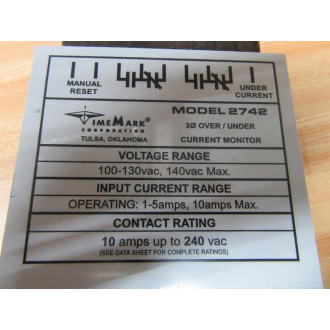 MANUAL
RESET
UNDER
CURRENT
TIMEMARK®
CORPORATION
TULSA, OKLAHOMA
MODEL 2742
3Ø OVER / UNDER
CURRENT MONITOR
VOLTAGE RANGE
100-130vac, 140vac Max.
INPUT CURRENT RANGE
OPERATING: 1-5amps, 10amps Max.
CONTACT RATING
10 amps up to 240 vac
(SEE DATA SHEET FOR COMPLETE RATINGS)